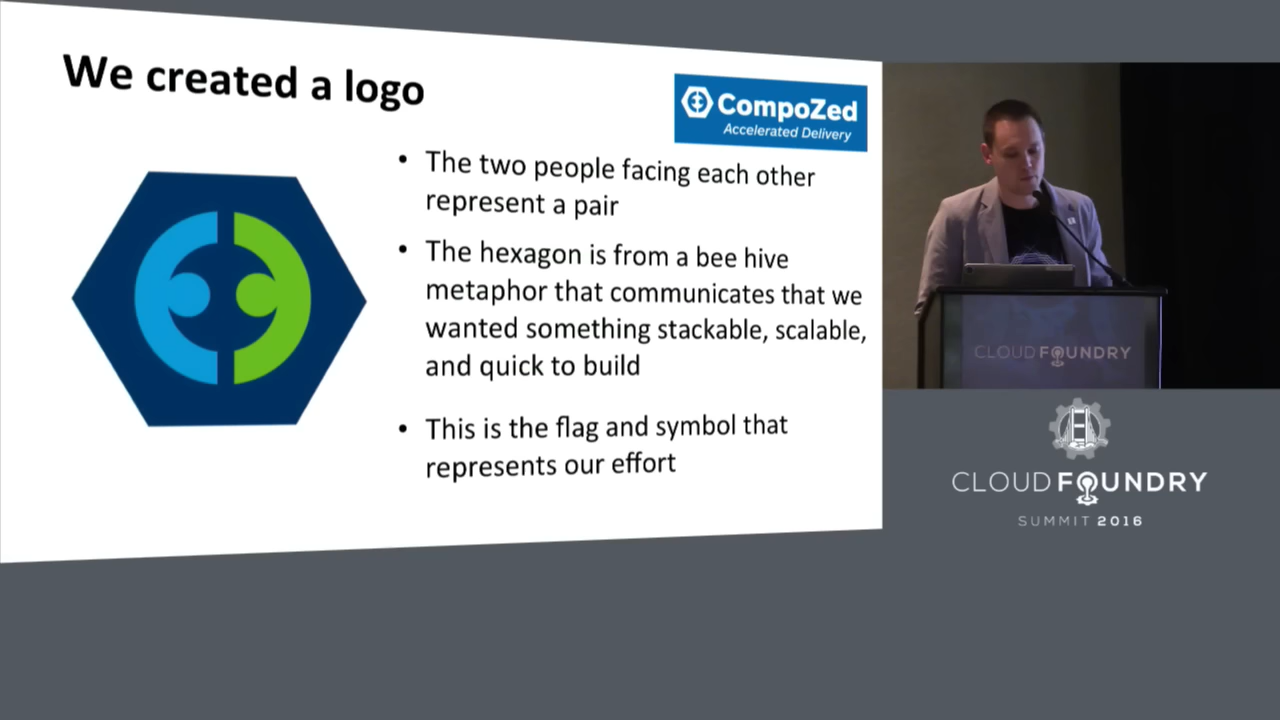 We created a logo
CompoZed
Accelerated Delivery
• The two people facing each other
represent a pair
• The hexagon is from a bee hive
metaphor that communicates that we
wanted something stackable, scalable,
and quick to build
• This is the flag and symbol that
represents our effort
CLOUD FOUNDRY
CLOUD FOUNDRY
SUMMIT 2016